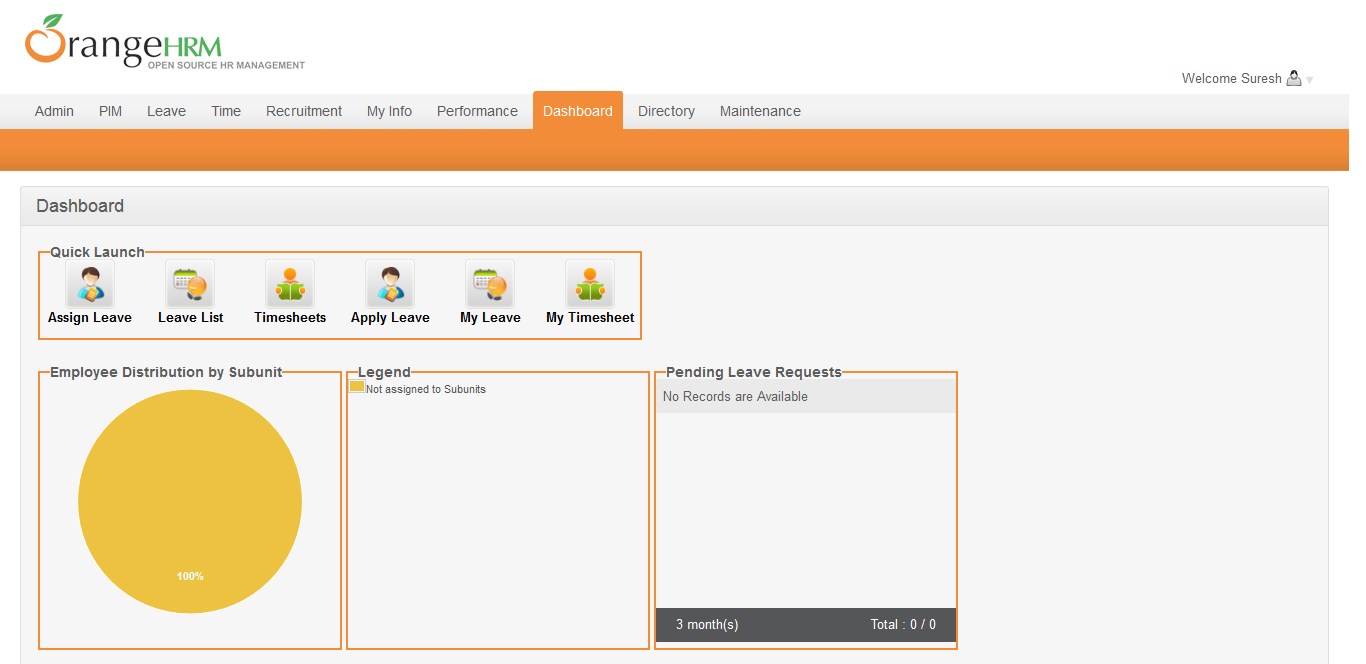 OrangeHRM
OPEN SOURCE HR MANAGEMENT
Welcome Suresh
Admin PIM Leave Time Recruitment My Info Performance Dashboard Directory Maintenance
Dashboard
Quick Launch
Assign Leave Leave List Timesheets Apply Leave My Leave My Timesheet
Employee Distribution by Subunit Legend Pending Leave Requests
Not assigned to Subunits
No Records are Available
100%
3 month(s) Total : 0 / 0